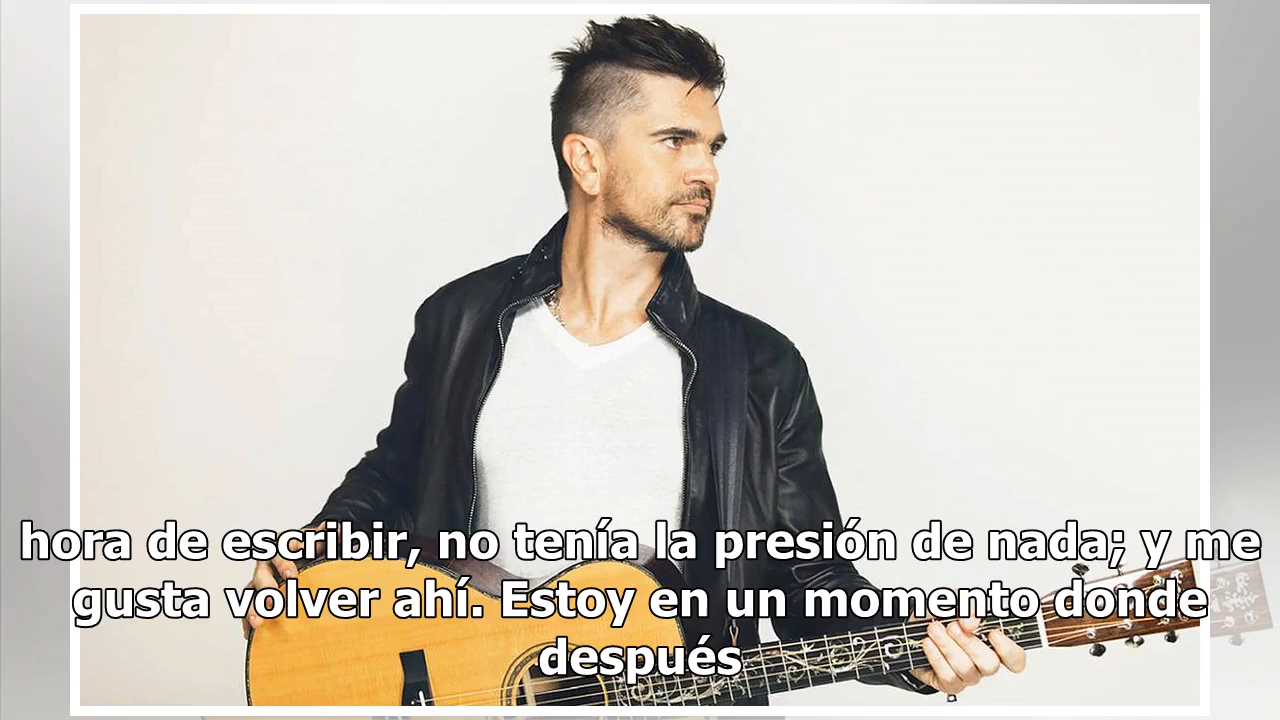 hora de escribir, no tenía la presión de nada; y me
gusta volver ahí. Estoy en un momento donde
después